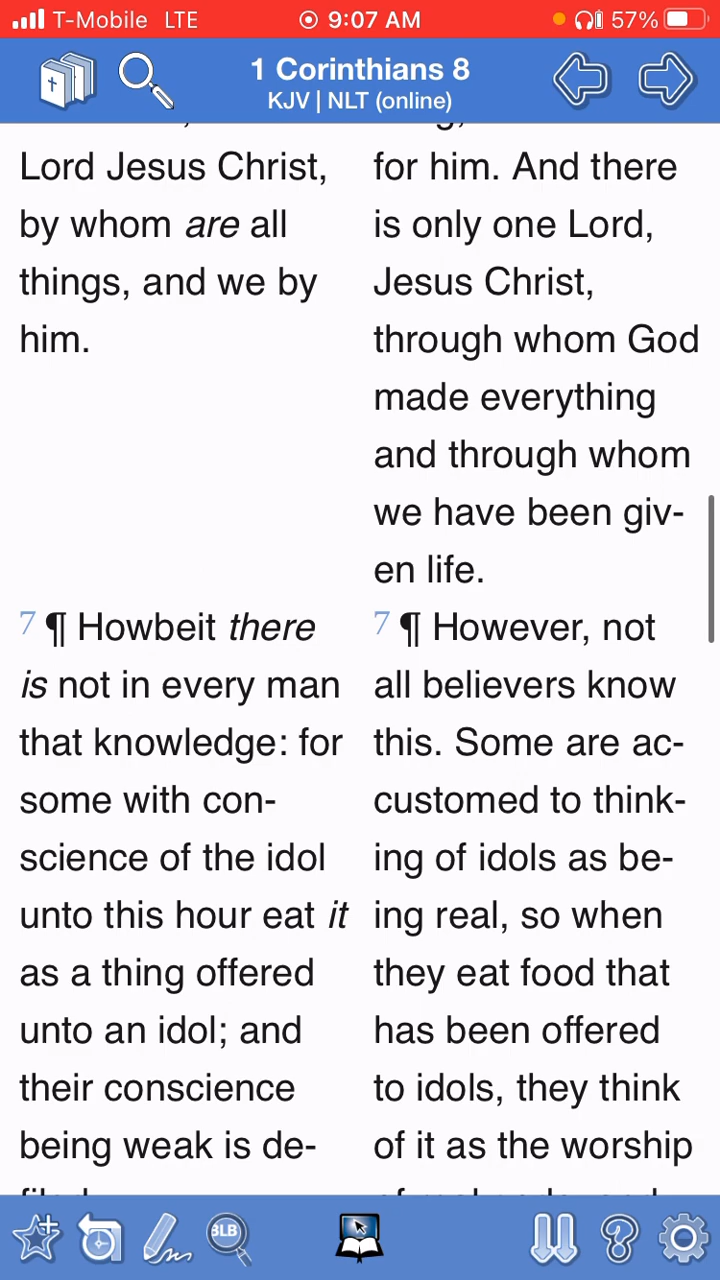 T-Mobile LTE 9:07 AM 57%
1 Corinthians 8
KJV | NLT (online)
Lord Jesus Christ,
by whom are all
things, and we by
him.
7 ¶ Howbeit there
is not in every man
that knowledge: for
some with con-
science of the idol
unto this hour eat it
as a thing offered
unto an idol; and
their conscience
being weak is de-
for him. And there
is only one Lord,
Jesus Christ,
through whom God
made everything
and through whom
we have been giv-
en life.
7 ¶ However, not
all believers know
this. Some are ac-
customed to think-
ing of idols as be-
ing real, so when
they eat food that
has been offered
to idols, they think
of it as the worship
BLB